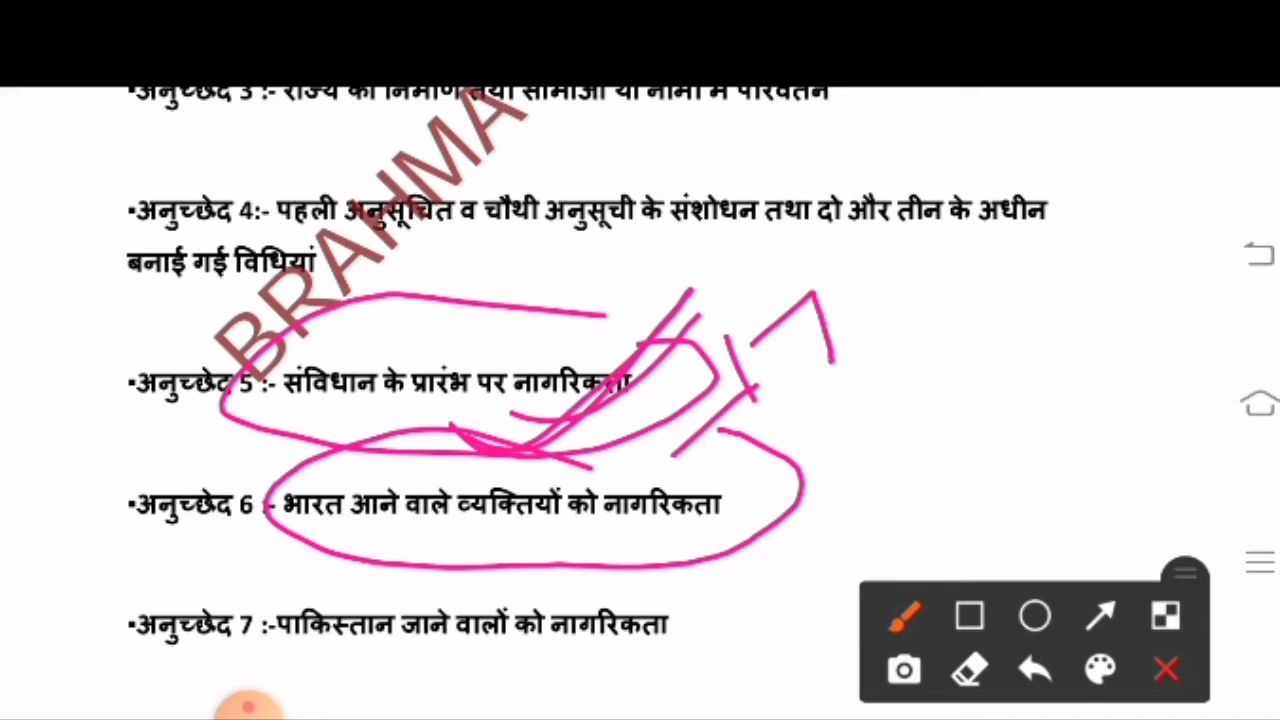 ▪अनुच्छेद 3 :- राज्य का निर्माण तथा सीमाओं या नामों में परिवर्तन
▪अनुच्छेद 4:- पहली अनुसूचित व चौथी अनुसूची के संशोधन तथा दो और तीन के अधीन
बनाई गई विधियां
▪अनुच्छेद 5 :- संविधान के प्रारंभ पर नागरिकता
▪अनुच्छेद 6 :- भारत आने वाले व्यक्तियों को नागरिकता
▪अनुच्छेद 7 :-पाकिस्तान जाने वालों को नागरिकता
BRAHMA